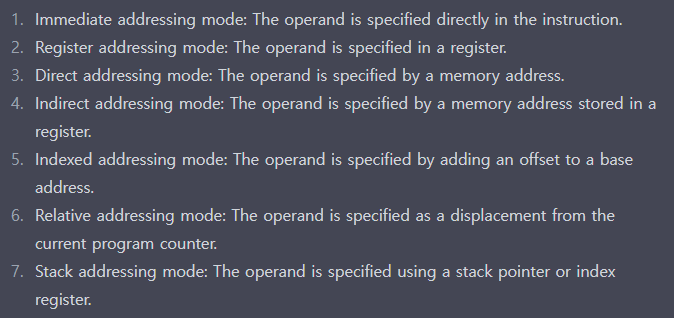 1. Immediate addressing mode: The operand is specified directly in the instruction.
2. Register addressing mode: The operand is specified in a register.
3. Direct addressing mode: The operand is specified by a memory address.
4. Indirect addressing mode: The operand is specified by a memory address stored in a
register.
5. Indexed addressing mode: The operand is specified by adding an offset to a base
address.
6. Relative addressing mode: The operand is specified as a displacement from the
current program counter.
7. Stack addressing mode: The operand is specified using a stack pointer or index
register.